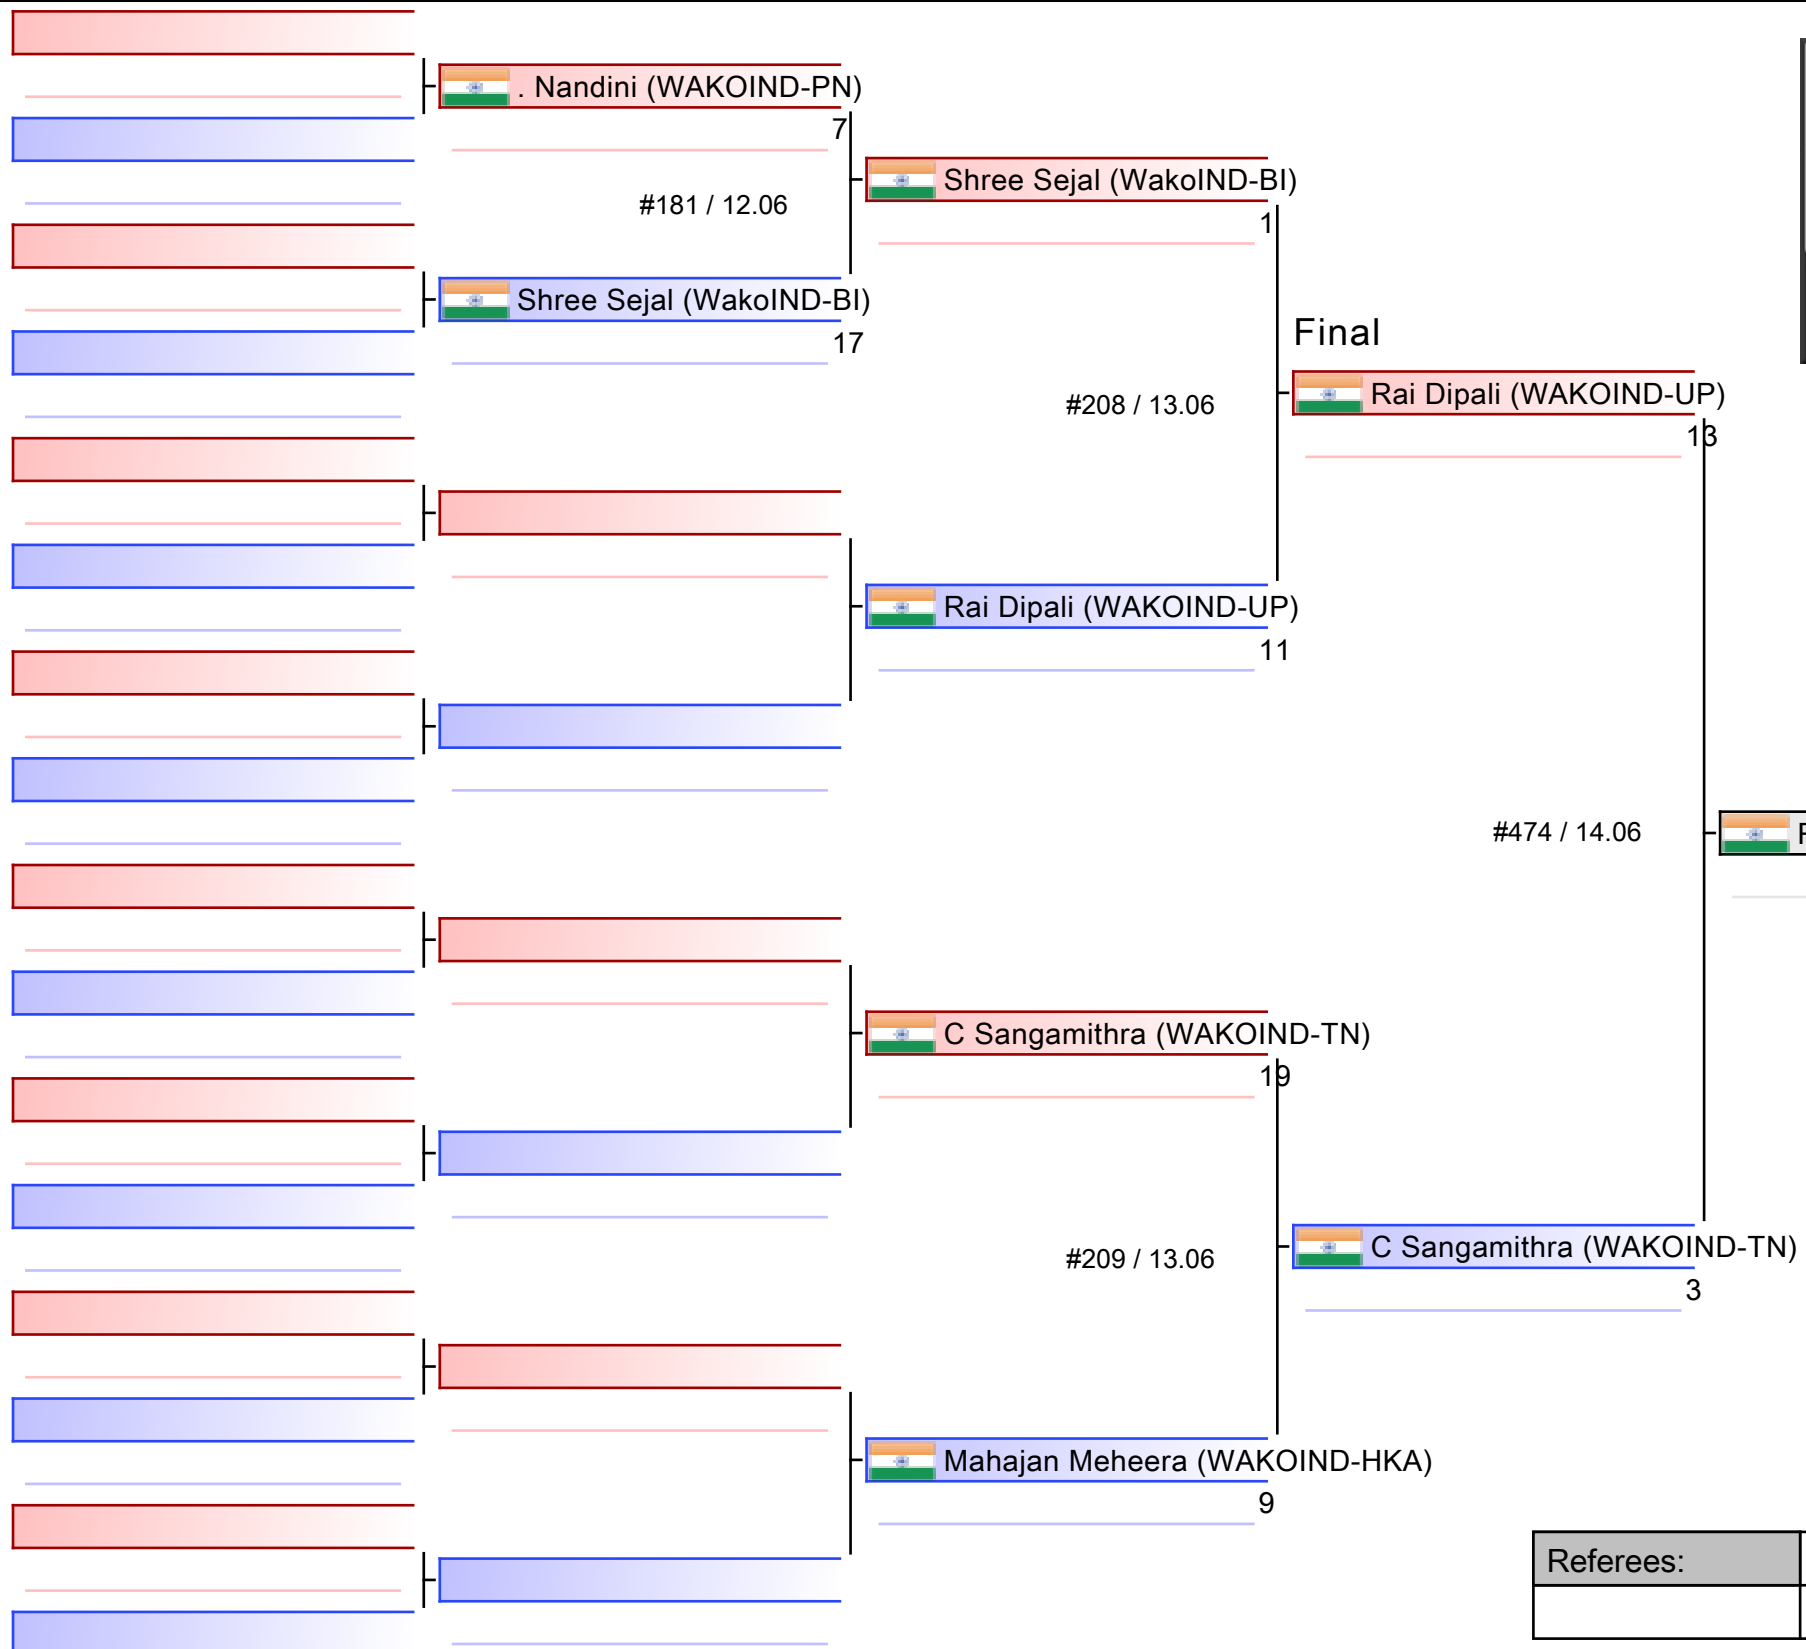 . Nandini (WAKOIND-PN)
7
Shree Sejal (WakoIND-BI)
#181 / 12.06
1
Shree Sejal (WakoIND-BI)
17
Final
Rai Dipali (WAKOIND-UP)
#208 / 13.06
13
Rai Dipali (WAKOIND-UP)
11
#474 / 14.06
C Sangamithra (WAKOIND-TN)
19
C Sangamithra (WAKOIND-TN)
#209 / 13.06
3
Mahajan Meheera (WAKOIND-HKA)
9
Referees: